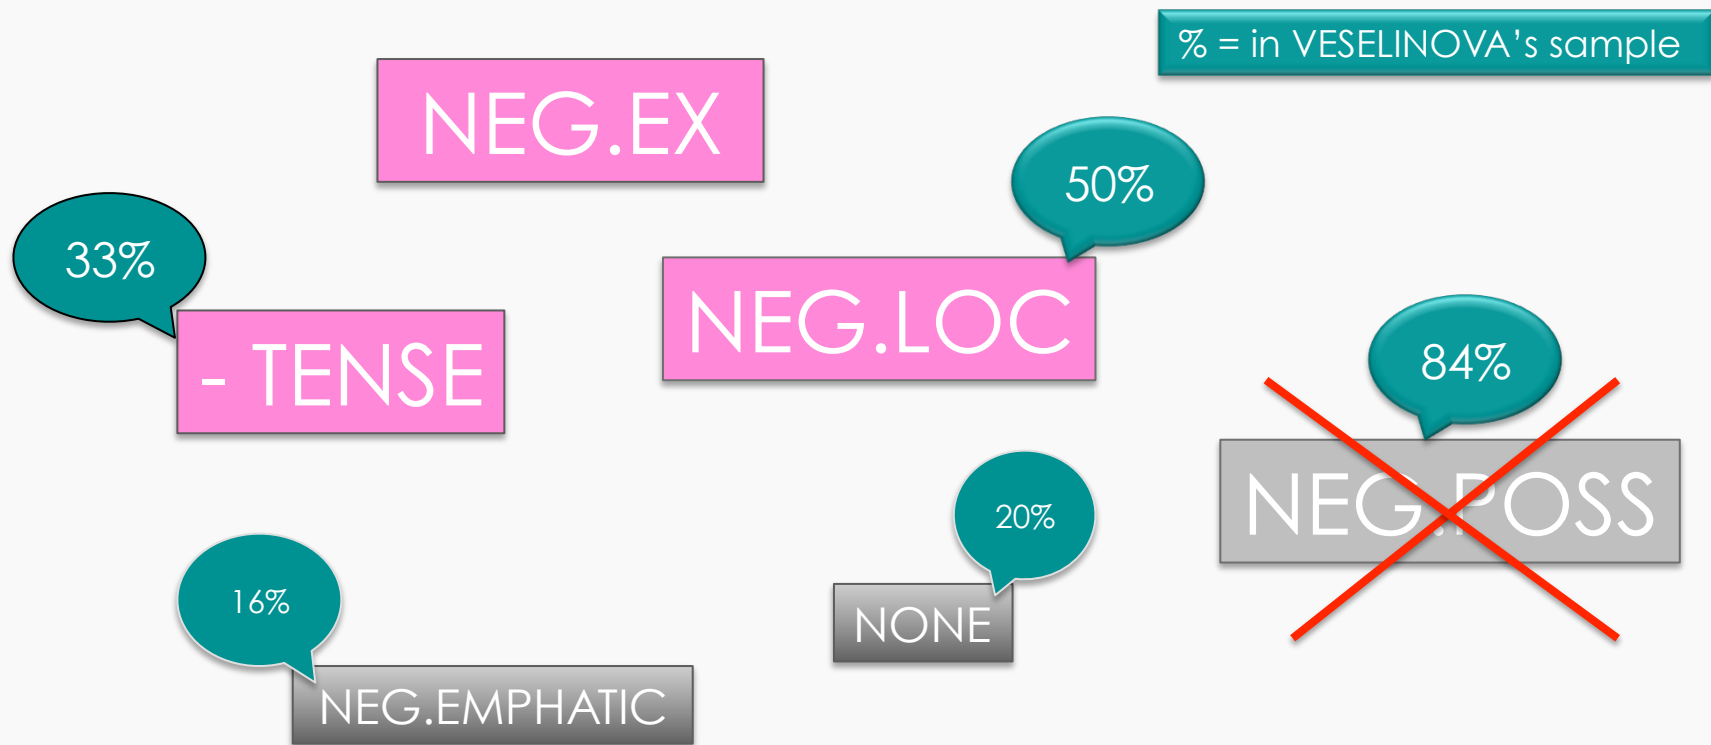 % = in VESELINOVA's sample
NEG.EX
50%
33%
NEG.LOC
- TENSE
84%
NEG.POSS
20%
16%
NONE
NEG.EMPHATIC